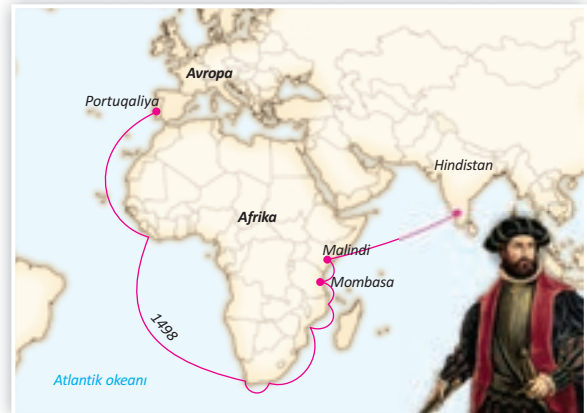 Avropa
Portuqaliya
Hindistan
Afrika
Malindi
Mombasa
1498
Atlantik okeanı